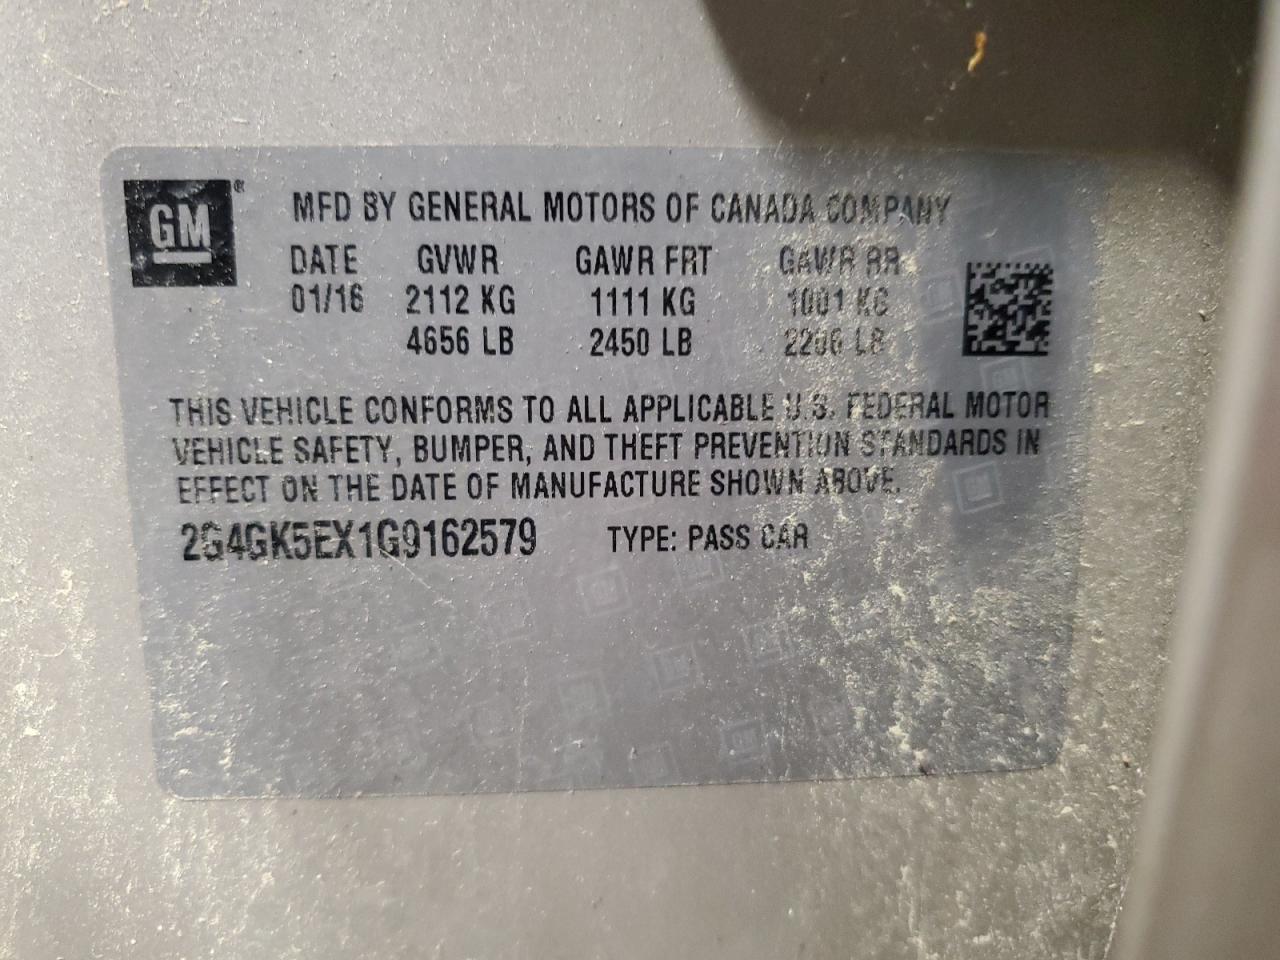 GM®
MFD BY GENERAL MOTORS OF CANADA COMPANY
DATE GVWR GAWR FRT GAWR RR
01/16 2112 KG 1111 KG 1001 KG
4656 LB 2450 LB 2206 LB
THIS VEHICLE CONFORMS TO ALL APPLICABLE U.S. FEDERAL MOTOR
VEHICLE SAFETY, BUMPER, AND THEFT PREVENTION STANDARDS IN
EFFECT ON THE DATE OF MANUFACTURE SHOWN ABOVE.
2G4GK5EX1G9162579 TYPE: PASS CAR